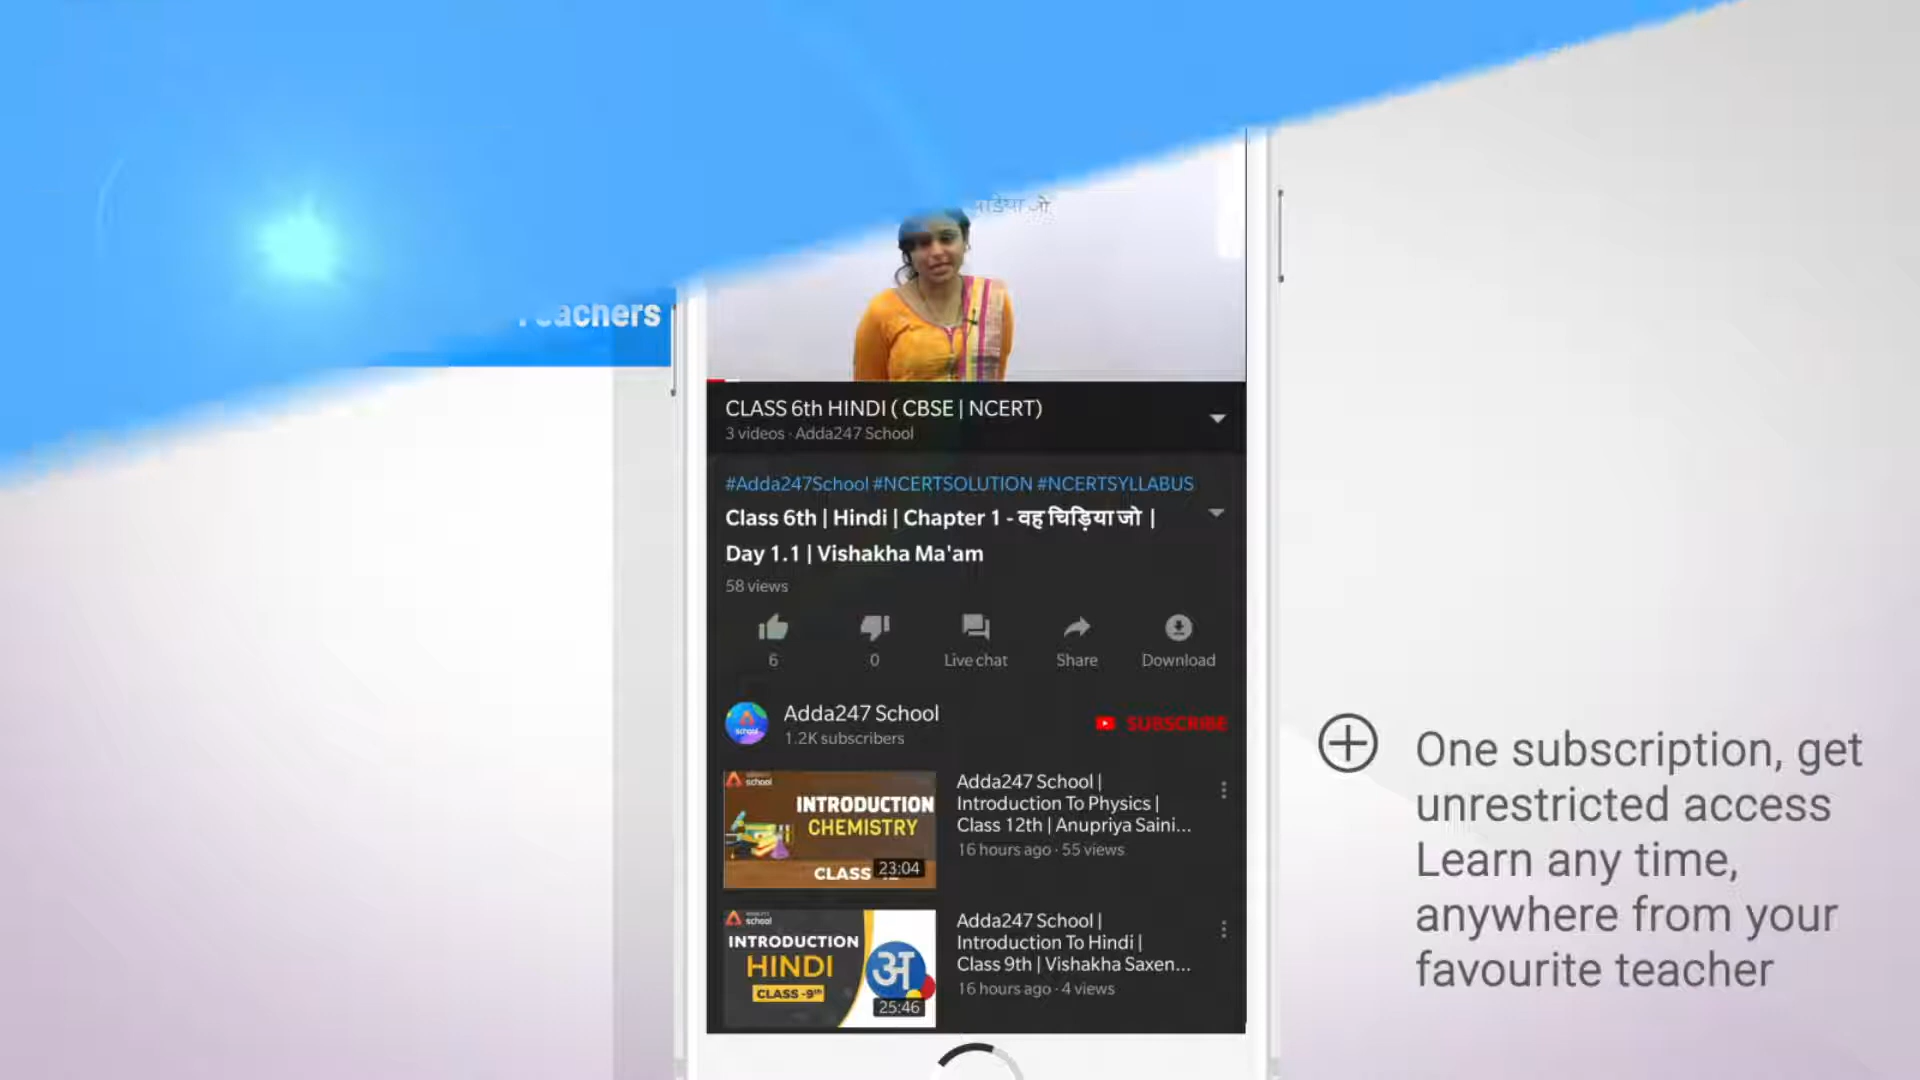 CLASS 6th HINDI ( CBSE | NCERT)
3 videos · Adda247 School
#Adda247School #NCERTSOLUTION #NCERTSYLLABUS
Class 6th | Hindi | Chapter 1 - वह चिड़िया जो |
Day 1.1 | Vishakha Ma'am
58 views
6
0
Live chat
Share
Download
Adda247 School
1.2K subscribers
SUBSCRIBE
school
INTRODUCTION
CHEMISTRY
CLASS
23:04
Adda247 School |
Introduction To Physics |
Class 12th | Anupriya Saini...
16 hours ago · 55 views
school
INTRODUCTION
HINDI
CLASS -9th
अ
25:46
Adda247 School |
Introduction To Hindi |
Class 9th | Vishakha Saxen...
16 hours ago · 4 views
One subscription, get
unrestricted access
Learn any time,
anywhere from your
favourite teacher